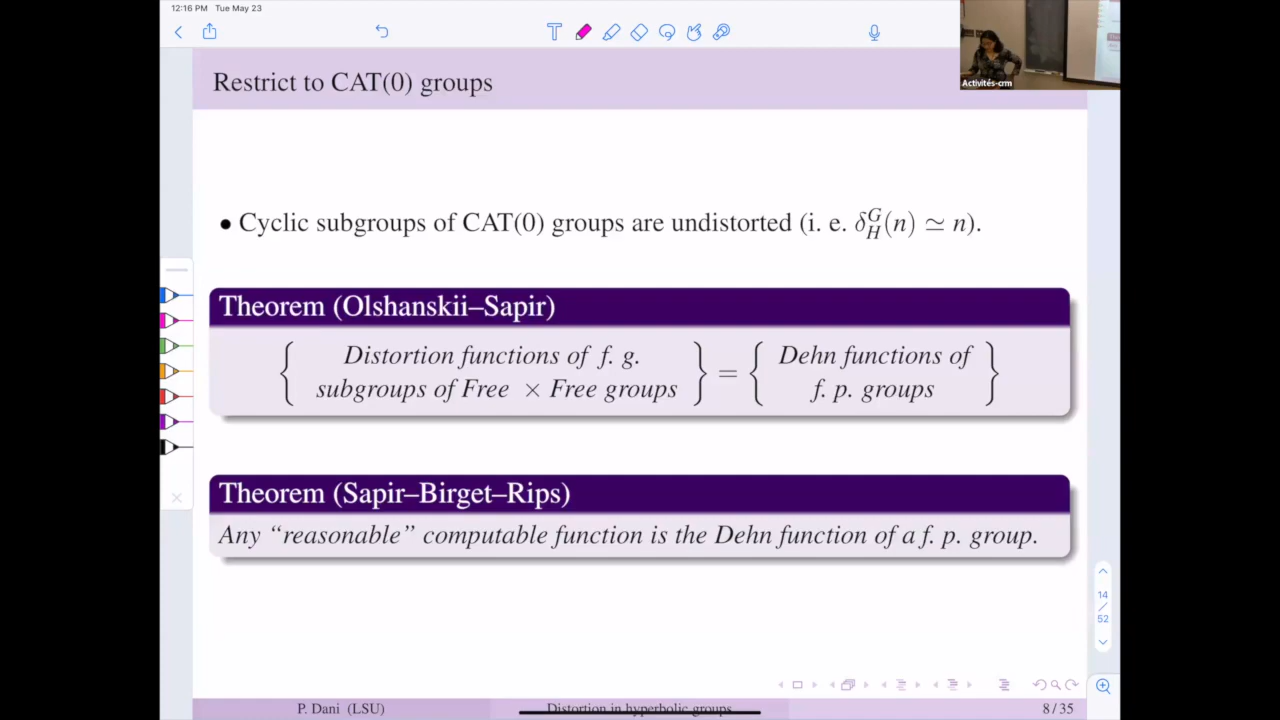 12:16 PM Tue May 23
Activités-crm
Restrict to CAT(0) groups
• Cyclic subgroups of CAT(0) groups are undistorted (i. e. δ_H^G(n) ≃ n).
Theorem (Olshanskii–Sapir)
{ Distortion functions of f. g. subgroups of Free × Free groups } = { Dehn functions of f. p. groups }
Theorem (Sapir–Birget–Rips)
Any “reasonable” computable function is the Dehn function of a f. p. group.
14
/
52
P. Dani (LSU) Distortion in hyperbolic groups 8 / 35